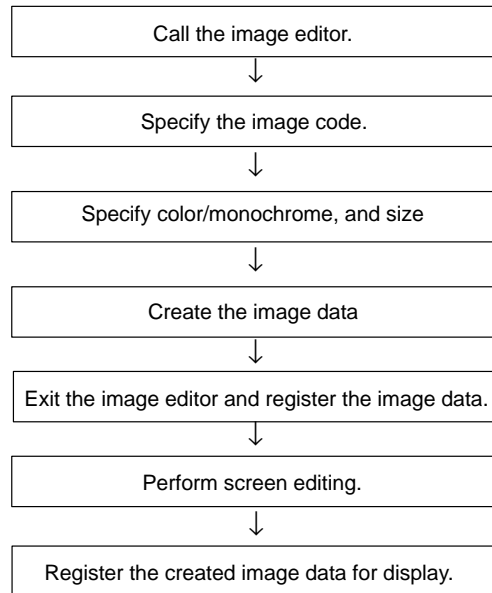 Call the image editor.
↓
Specify the image code.
↓
Specify color/monochrome, and size
↓
Create the image data
↓
Exit the image editor and register the image data.
↓
Perform screen editing.
↓
Register the created image data for display.